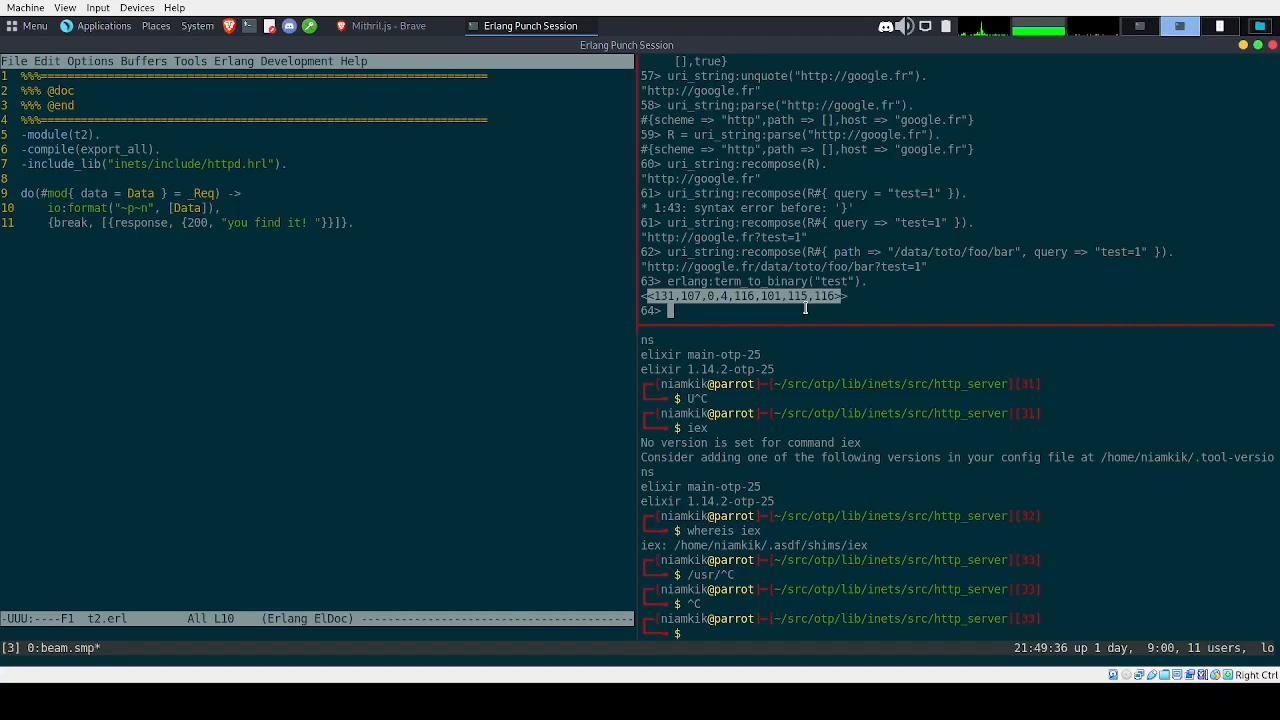 Machine View Input Devices Help
Menu Applications Places System Mithril.js - Brave Erlang Punch Session
Erlang Punch Session
File Edit Options Buffers Tools Erlang Development Help
1 %%%===================================================================
2 %%% @doc
3 %%% @end
4 %%%===================================================================
5 -module(t2).
6 -compile(export_all).
7 -include_lib("inets/include/httpd.hrl").
8
9 do(#mod{ data = Data } = _Req) ->
10     io:format("~p~n", [Data]),
11     {break, [{response, {200, "you find it! "}}]}.
-UUU:----F1 t2.erl All L10 (Erlang ElDoc) -----------------------------------------
[],true}
57> uri_string:unquote("http://google.fr").
"http://google.fr"
58> uri_string:parse("http://google.fr").
#{scheme => "http",path => [],host => "google.fr"}
59> R = uri_string:parse("http://google.fr").
#{scheme => "http",path => [],host => "google.fr"}
60> uri_string:recompose(R).
"http://google.fr"
61> uri_string:recompose(R#{ query = "test=1" }).
* 1:43: syntax error before: '}'
61> uri_string:recompose(R#{ query => "test=1" }).
"http://google.fr?test=1"
62> uri_string:recompose(R#{ path => "/data/toto/foo/bar", query => "test=1" }).
"http://google.fr/data/toto/foo/bar?test=1"
63> erlang:term_to_binary("test").
<<131,107,0,4,116,101,115,116>>
64>
ns
elixir main-otp-25
elixir 1.14.2-otp-25
[niamkik@parrot]─[~/src/otp/lib/inets/src/http_server][31]
$ U^C
[niamkik@parrot]─[~/src/otp/lib/inets/src/http_server][31]
$ iex
No version is set for command iex
Consider adding one of the following versions in your config file at /home/niamkik/.tool-versio
ns
elixir main-otp-25
elixir 1.14.2-otp-25
[niamkik@parrot]─[~/src/otp/lib/inets/src/http_server][32]
$ whereis iex
iex: /home/niamkik/.asdf/shims/iex
[niamkik@parrot]─[~/src/otp/lib/inets/src/http_server][33]
$ /usr/^C
[niamkik@parrot]─[~/src/otp/lib/inets/src/http_server][33]
$ ^C
[niamkik@parrot]─[~/src/otp/lib/inets/src/http_server][33]
$
[3] 0:beam.smp* 21:49:36 up 1 day, 9:00, 11 users, lo
Right Ctrl